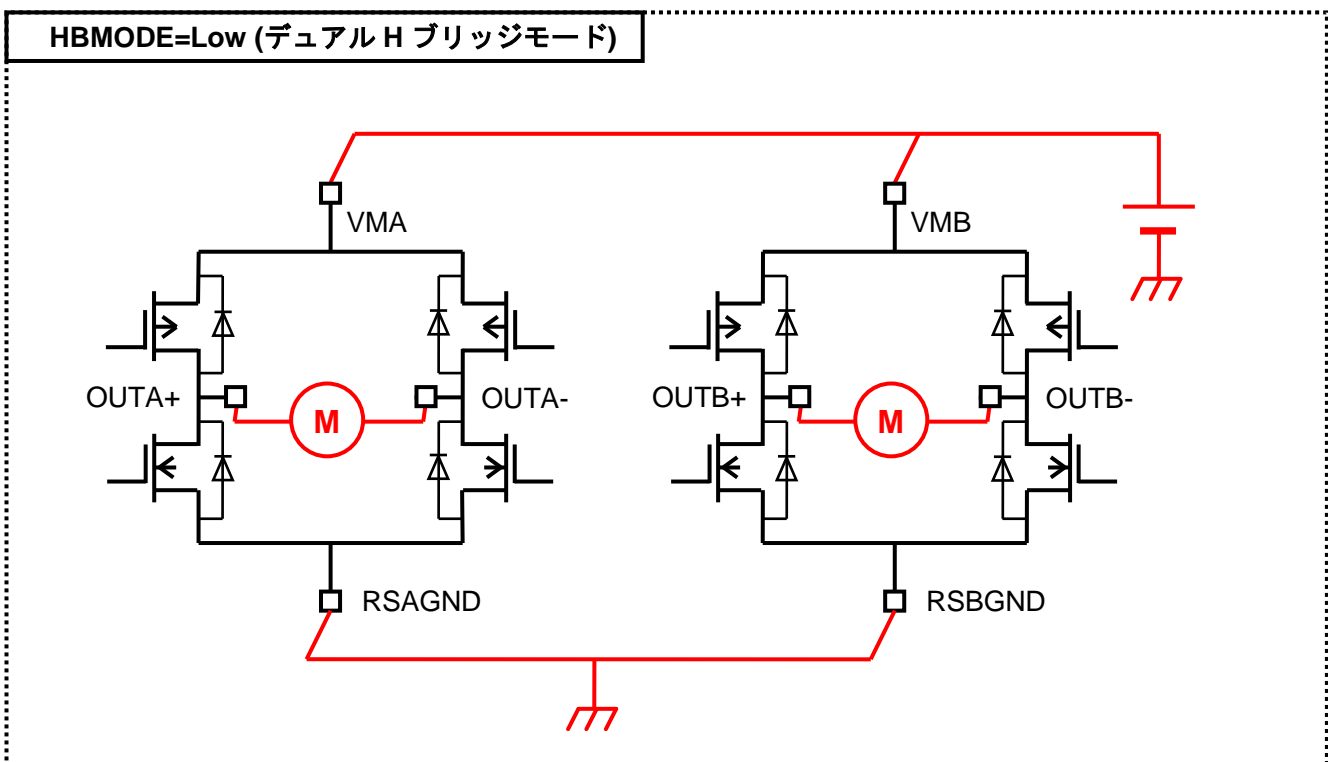 HBMODE=Low (デュアル H ブリッジモード)
VMA
VMB
OUTA+
M
OUTA-
OUTB+
M
OUTB-
RSAGND
RSBGND